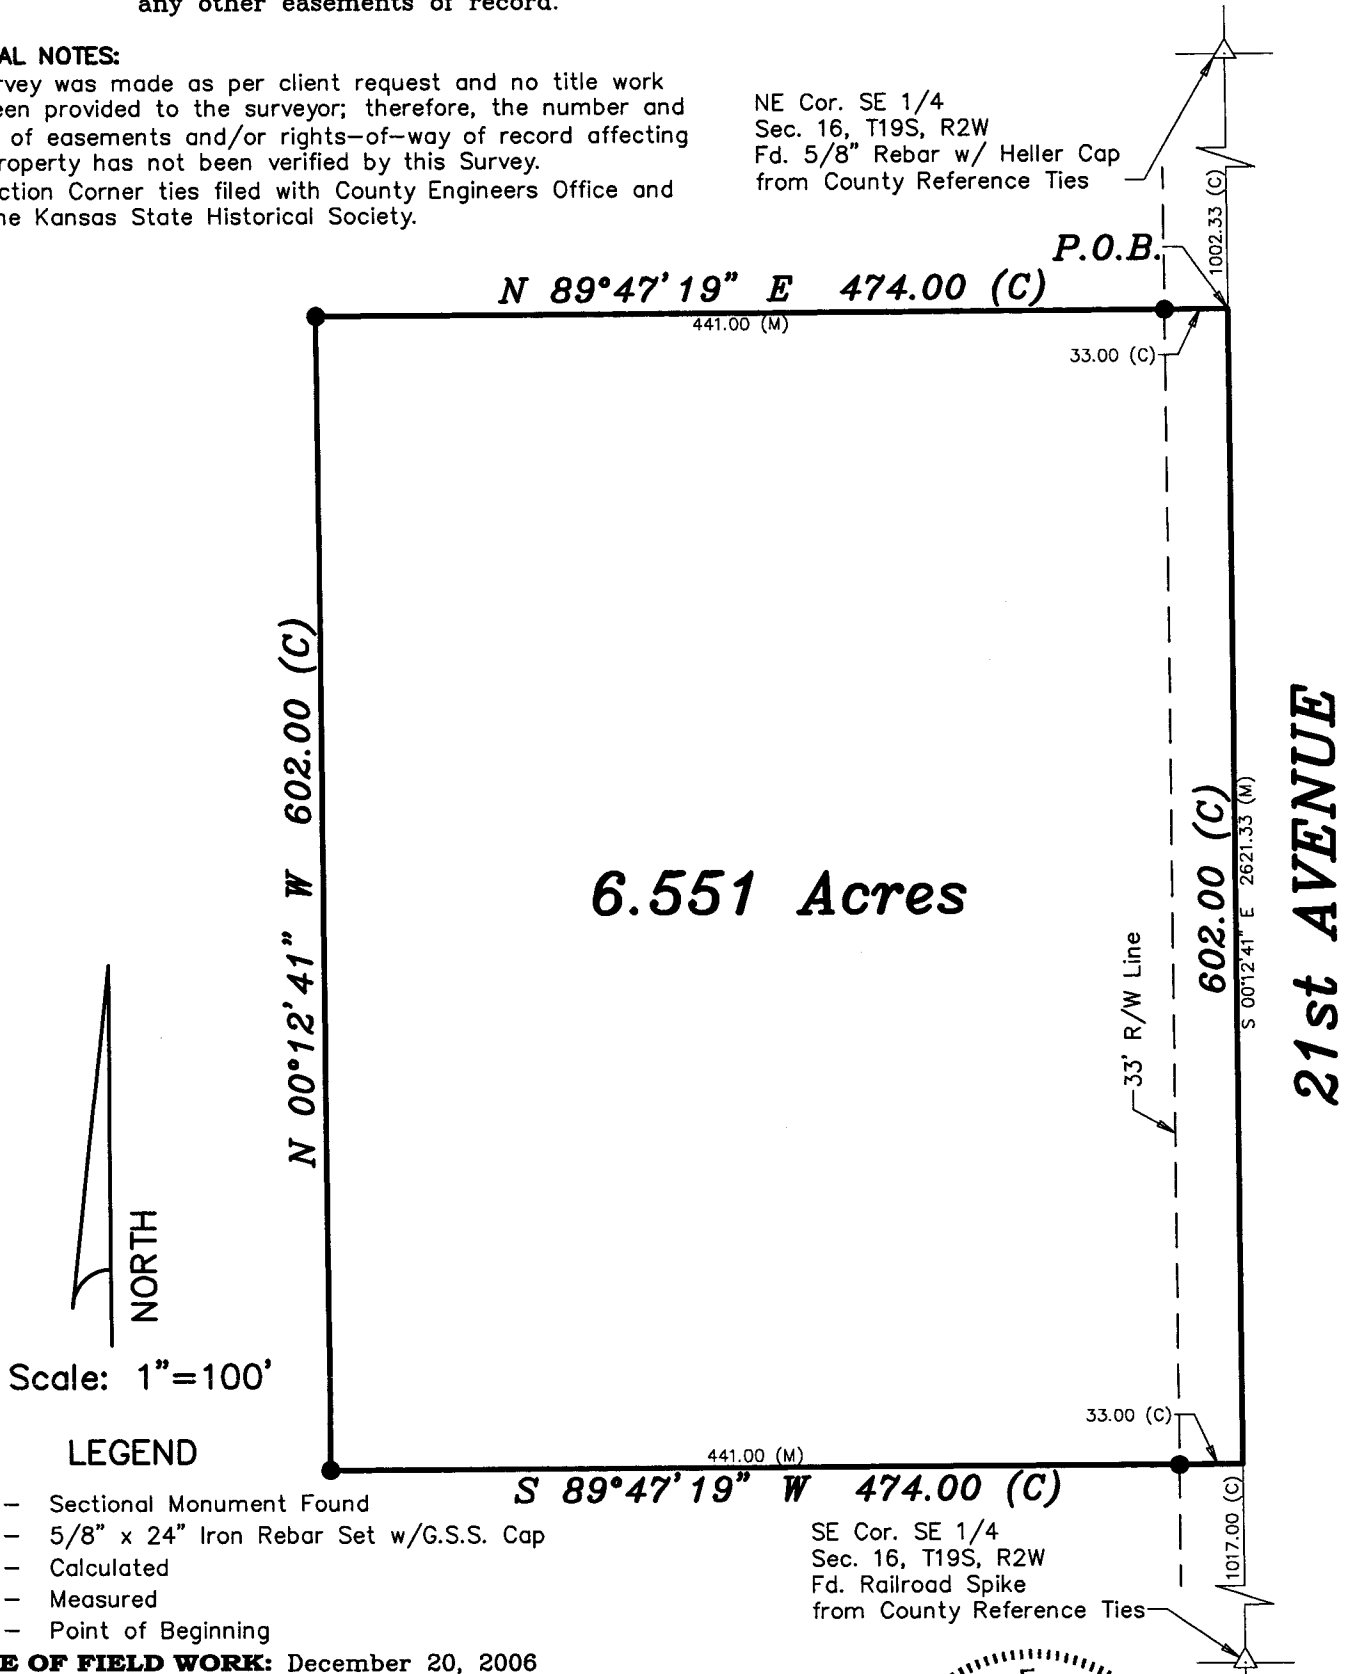 any other easements of record.
AL NOTES:
rvey was made as per client request and no title work
een provided to the surveyor; therefore, the number and
of easements and/or rights-of-way of record affecting
roperty has not been verified by this Survey.
ction Corner ties filed with County Engineers Office and
he Kansas State Historical Society.
NE Cor. SE 1/4
Sec. 16, T19S, R2W
Fd. 5/8" Rebar w/ Heller Cap
from County Reference Ties
1002.33 (C)
P.O.B.
N 89°47'19" E 474.00 (C)
441.00 (M)
33.00 (C)
N 00°12'41" W 602.00 (C)
6.551 Acres
33' R/W Line
602.00 (C)
S 00°12'41" E 2621.33 (M)
21st AVENUE
NORTH
Scale: 1"=100'
33.00 (C)
441.00 (M)
S 89°47'19" W 474.00 (C)
1017.00 (C)
SE Cor. SE 1/4
Sec. 16, T19S, R2W
Fd. Railroad Spike
from County Reference Ties
LEGEND
– Sectional Monument Found
– 5/8" x 24" Iron Rebar Set w/G.S.S. Cap
– Calculated
– Measured
– Point of Beginning
E OF FIELD WORK: December 20, 2006